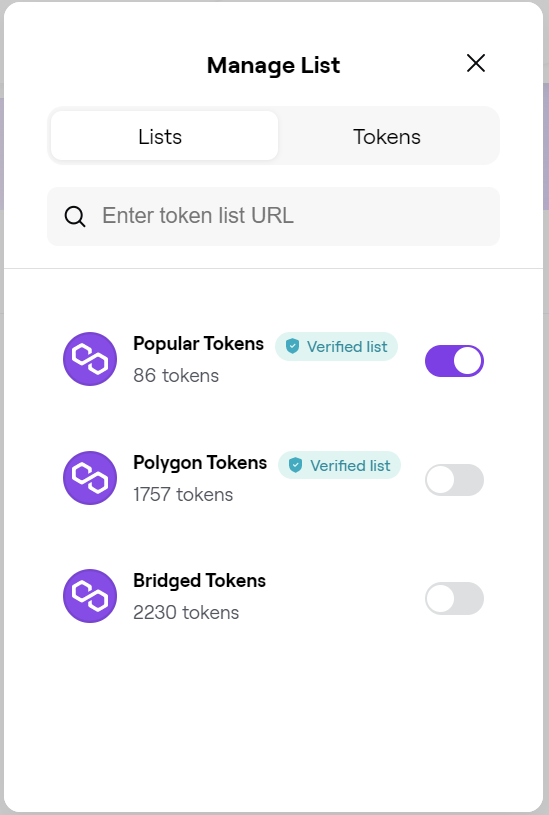 Manage List
Lists
Tokens
Enter token list URL
Popular Tokens
Verified list
86 tokens
Polygon Tokens
Verified list
1757 tokens
Bridged Tokens
2230 tokens